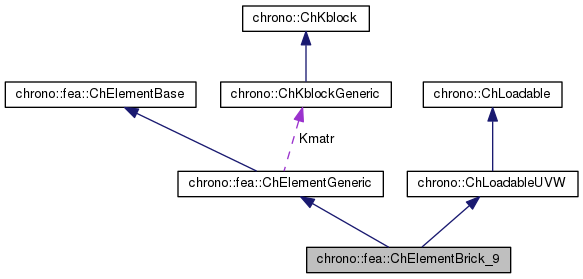 chrono::ChKblock
chrono::fea::ChElementBase
chrono::ChKblockGeneric
chrono::ChLoadable
Kmatr
chrono::fea::ChElementGeneric
chrono::ChLoadableUVW
chrono::fea::ChElementBrick_9